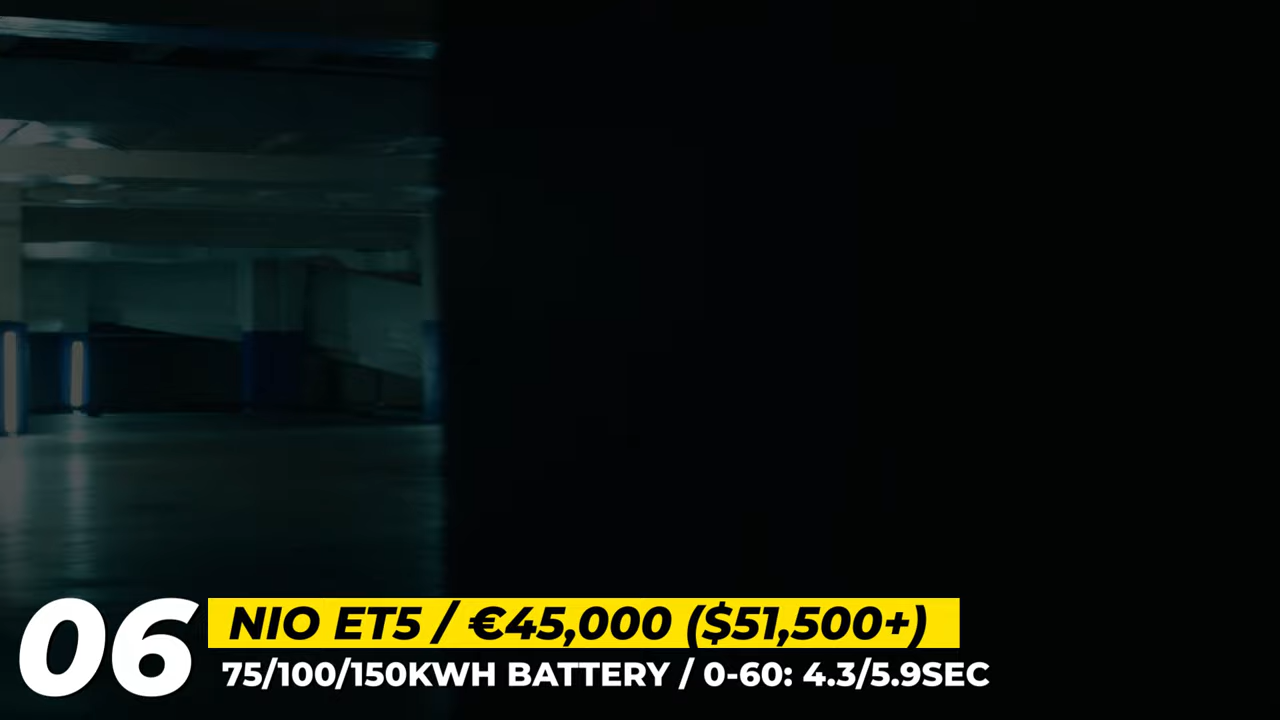 06
NIO ET5 / €45,000 ($51,500+)
75/100/150KWH BATTERY / 0-60: 4.3/5.9SEC